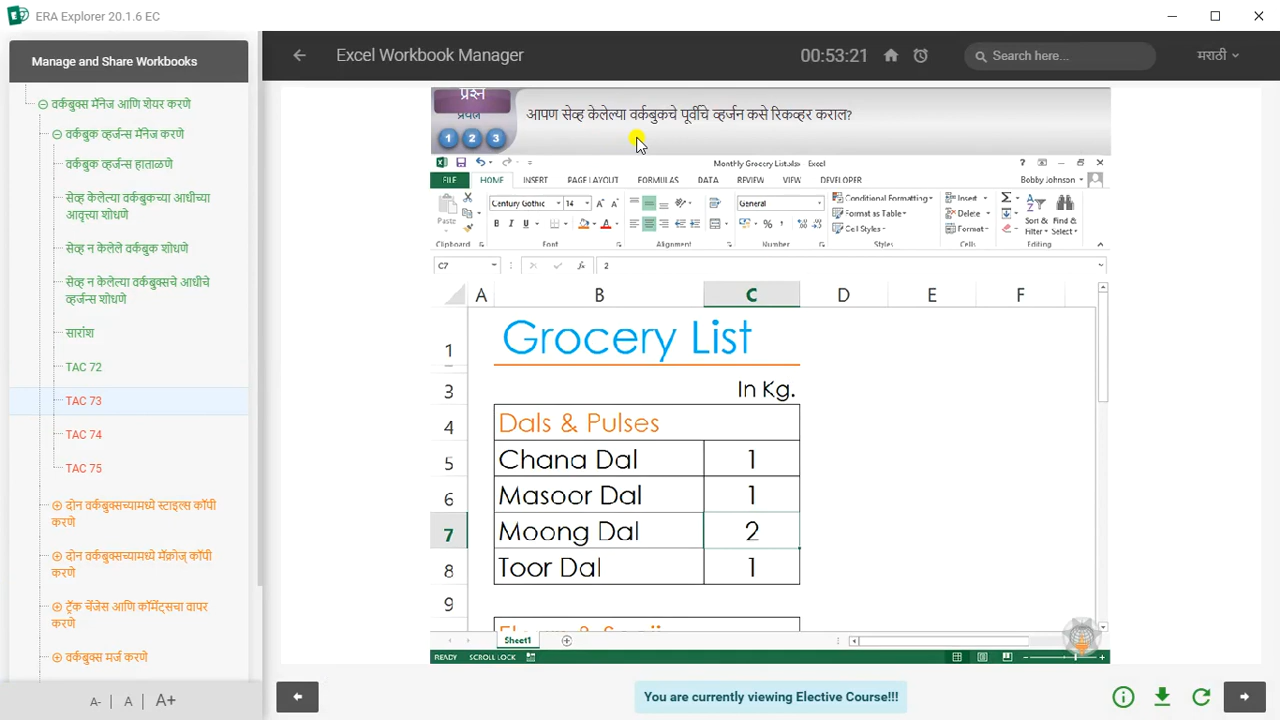 ERA Explorer 20.1.6 EC
Manage and Share Workbooks
वर्कबुक्स मॅनेज आणि शेयर करणे
वर्कबुक व्हर्जन्स मॅनेज करणे
वर्कबुक व्हर्जन्स हाताळणे
सेव्ह केलेल्या वर्कबुकच्या आधीच्या
आवृत्त्या शोधणे
सेव्ह न केलेले वर्कबुक शोधणे
सेव्ह न केलेल्या वर्कबुक्सचे आधीचे
व्हर्जन्स शोधणे
सारांश
TAC 72
TAC 73
TAC 74
TAC 75
दोन वर्कबुक्सच्यामध्ये स्टाइल्स कॉपी
करणे
दोन वर्कबुक्सच्यामध्ये मॅक्रोज् कॉपी
करणे
ट्रॅक चेंजेस आणि कॉमेंट्सचा वापर
करणे
वर्कबुक्स मर्ज करणे
A- A A+
Excel Workbook Manager
00:53:21
Search here...
मराठी
प्रश्न
प्रयत्न
1 2 3
आपण सेव्ह केलेल्या वर्कबुकचे पूर्वीचे व्हर्जन कसे रिकव्हर कराल?
Monthly Grocery List.xlsx - Excel
FILE HOME INSERT PAGE LAYOUT FORMULAS DATA REVIEW VIEW DEVELOPER Bobby Johnson
Paste
Century Gothic 14
General
Conditional Formatting
Format as Table
Cell Styles
Insert
Delete
Format
Sort & Filter
Find & Select
Clipboard Font Alignment Number Styles Cells Editing
C7 fx 2
A B C D E F
1 Grocery List
3 In Kg.
4 Dals & Pulses
5 Chana Dal 1
6 Masoor Dal 1
7 Moong Dal 2
8 Toor Dal 1
9
Sheet1
READY SCROLL LOCK
You are currently viewing Elective Course!!!